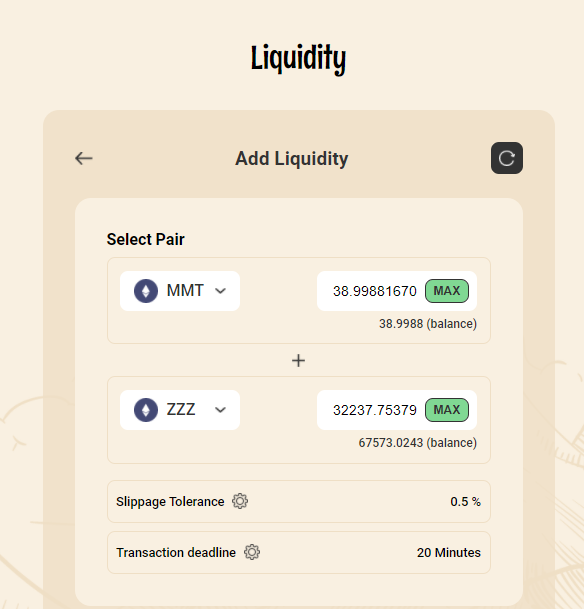 Liquidity
Add Liquidity
Select Pair
MMT 38.99881670 MAX
38.9988 (balance)
+
ZZZ 32237.75379 MAX
67573.0243 (balance)
Slippage Tolerance 0.5 %
Transaction deadline 20 Minutes